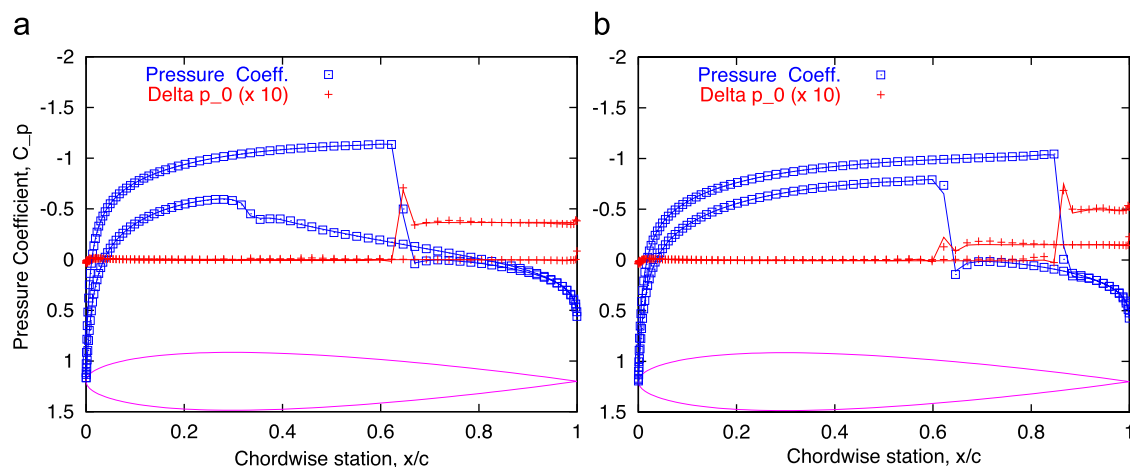 a
b
-2
-1.5
-1
-0.5
0
0.5
1
1.5
Pressure Coefficient, C_p
Pressure Coeff.
Delta p_0 (x 10)
0 0.2 0.4 0.6 0.8 1
Chordwise station, x/c
-2
-1.5
-1
-0.5
0
0.5
1
1.5
Pressure Coeff.
Delta p_0 (x 10)
0 0.2 0.4 0.6 0.8 1
Chordwise station, x/c